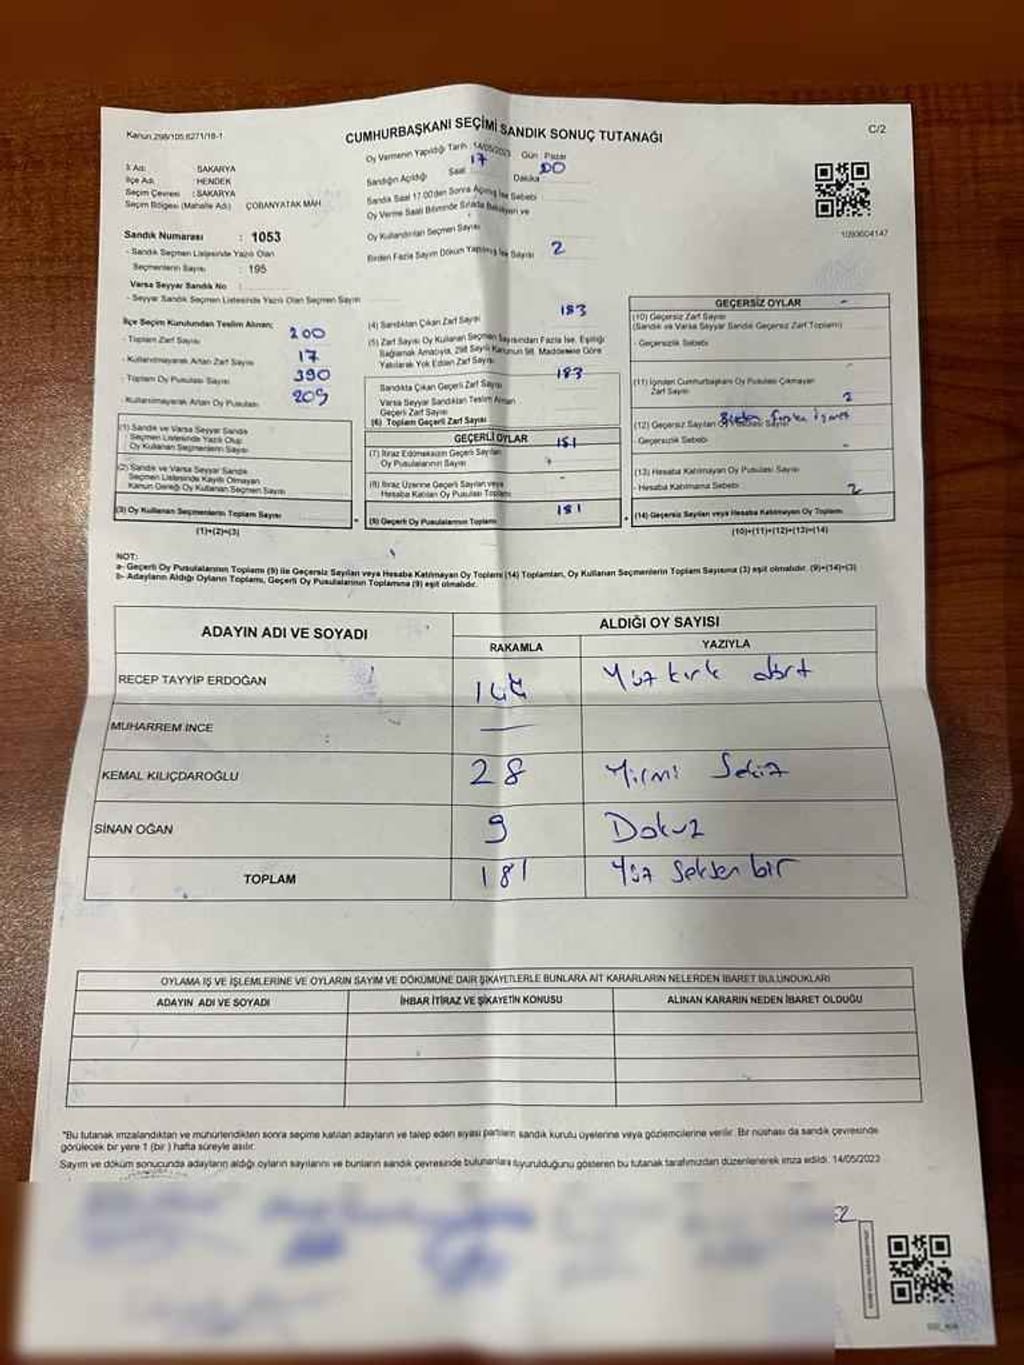 Kanun.298/105.6271/18-1
C/2
CUMHURBAŞKANI SEÇİMİ SANDIK SONUÇ TUTANAĞI
İl Adı : SAKARYA
İlçe Adı : HENDEK
Seçim Çevresi : SAKARYA
Seçim Bölgesi (Mahalle Adı) ÇOBANYATAK MAH
Sandık Numarası : 1053
- Sandık Seçmen Listesinde Yazılı Olan
Seçmenlerin Sayısı : 195
Varsa Seyyar Sandık No :
- Seyyar Sandık Seçmen Listesinde Yazılı Olan Seçmen Sayısı
Oy Vermenin Yapıldığı Tarih 14/05/2023 Gün : Pazar
Sandığın Açıldığı Saat 17 Dakika 00
Sandık Saat 17.00'den Sonra Açılmış İse Sebebi
Oy Verme Saati Bitiminde Sırada Bekleyen ve
Oy Kullandırılan Seçmen Sayısı
Birden Fazla Sayım Döküm Yapılmış İse Sayısı 2
1090604147
İlçe Seçim Kurulundan Teslim Alınan;
- Toplam Zarf Sayısı 200
- Kullanılmayarak Artan Zarf Sayısı 17
- Toplam Oy Pusulası Sayısı 390
- Kullanılmayarak Artan Oy Pusulası 209
(1) Sandık ve Varsa Seyyar Sandık
Seçmen Listesinde Yazılı Olup
Oy Kullanan Seçmen Sayısı
(2) Sandık ve Varsa Seyyar Sandık
Seçmen Listesinde Kayıtlı Olmayan
Kanun Gereği Oy Kullanan Seçmen Sayısı
(3) Oy Kullanan Seçmenlerin Toplam Sayısı
(1)+(2)=(3)
(4) Sandıktan Çıkan Zarf Sayısı 183
(5) Zarf Sayısı Oy Kullanan Seçmen Sayısından Fazla İse, Eşitliği
Sağlamak Amacıyla, 298 Sayılı Kanunun 98. Maddesine Göre
Yakılarak Yok Edilen Zarf Sayısı
183
Sandıkta Çıkan Geçerli Zarf Sayısı
Varsa Seyyar Sandıktan Teslim Alınan
Geçerli Zarf Sayısı
(6) Toplam Geçerli Zarf Sayısı
GEÇERLİ OYLAR
(7) İtiraz Edilmeksizin Geçerli Sayılan 181
Oy Pusulalarının Sayısı
(8) İtiraz Üzerine Geçerli Sayılan veya -
Hesaba Katılan Oy Pusulası Toplamı
(9) Geçerli Oy Pusulalarının Toplamı 181
GEÇERSİZ OYLAR -
(10) Geçersiz Zarf Sayısı
(Sandık ve Varsa Seyyar Sandık Geçersiz Zarf Toplamı)
- Geçersizlik Sebebi
(11) İçinden Cumhurbaşkanı Oy Pusulası Çıkmayan
Zarf Sayısı
2
(12) Geçersiz Sayılan Oy Pusulası Sayısı
Birden Fazla
- Geçersizlik Sebebi
(13) Hesaba Katılmayan Oy Pusulası Sayısı
- Hesaba Katılmama Sebebi
2
(14) Geçersiz Sayılan veya Hesaba Katılmayan Oy Toplamı
(10)+(11)+(12)+(13)=(14)
NOT:
a- Geçerli Oy Pusulalarının Toplamı (9) ile Geçersiz Sayılan veya Hesaba Katılmayan Oy Toplamı (14) Toplamları, Oy Kullanan Seçmenlerin Toplam Sayısına (3) eşit olmalıdır. (9)+(14)=(3)
b- Adayların Aldığı Oyların Toplamı, Geçerli Oy Pusulalarının Toplamına (9) eşit olmalıdır.
ADAYIN ADI VE SOYADI
ALDIĞI OY SAYISI
RAKAMLA YAZIYLA
RECEP TAYYİP ERDOĞAN 144 Yüz kırk dört
MUHARREM İNCE —
KEMAL KILIÇDAROĞLU 28 Yirmi Sekiz
SİNAN OĞAN 9 Dokuz
TOPLAM 181 Yüz Seksen bir
OYLAMA İŞ VE İŞLEMLERİNE VE OYLARIN SAYIM VE DÖKÜMÜNE DAİR ŞİKAYETLERLE BUNLARA AİT KARARLARIN NELERDEN İBARET BULUNDUKLARI
ADAYIN ADI VE SOYADI İHBAR İTİRAZ VE ŞİKAYETİN KONUSU ALINAN KARARIN NEDEN İBARET OLDUĞU
*Bu tutanak imzalandıktan ve mühürlendikten sonra seçime katılan adayların ve talep eden siyasi partilerin sandık kurulu üyelerine veya gözlemcilerine verilir. Bir nüshası da sandık çevresinde
görülecek bir yere 1 (bir) hafta süreyle asılır.
Sayım ve döküm sonucunda adayların aldığı oyların sayılarını ve bunların sandık çevresinde bulunanlara duyurulduğunu gösteren bu tutanak tarafımızdan düzenlenerek imza edildi. 14/05/2023